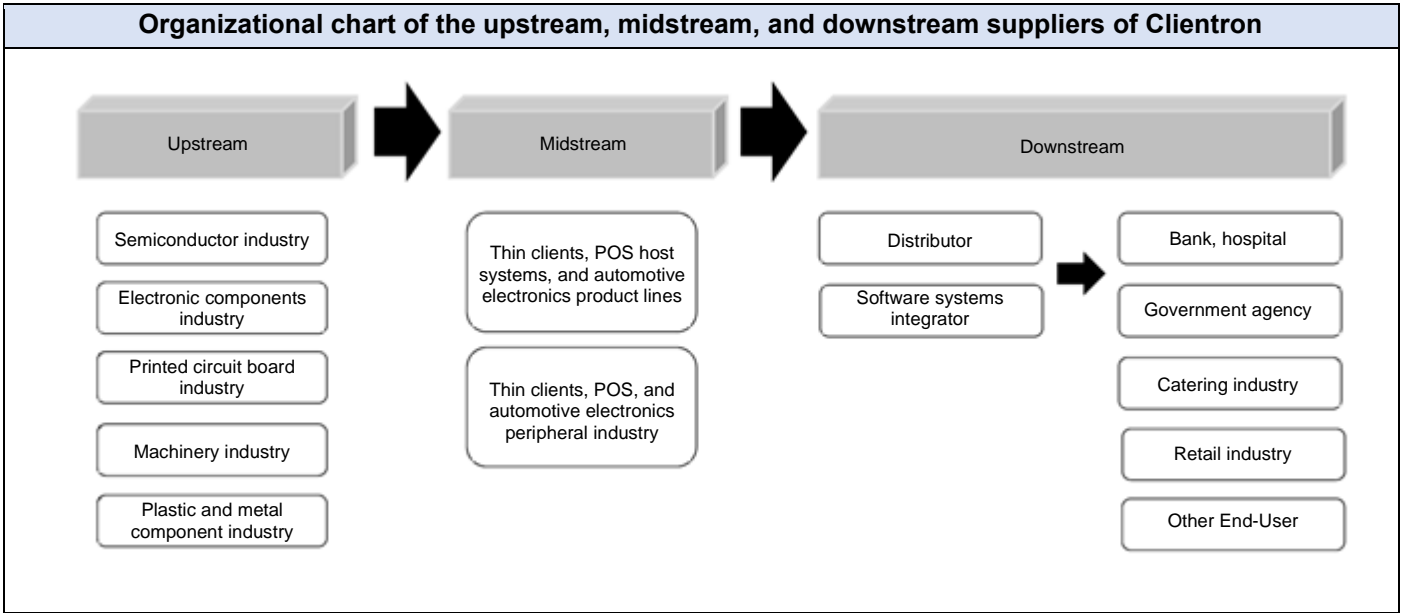 Organizational chart of the upstream, midstream, and downstream suppliers of Clientron
Upstream
Midstream
Downstream
Semiconductor industry
Electronic components
industry
Printed circuit board
industry
Machinery industry
Plastic and metal
component industry
Thin clients, POS host
systems, and automotive
electronics product lines
Thin clients, POS, and
automotive electronics
peripheral industry
Distributor
Software systems
integrator
Bank, hospital
Government agency
Catering industry
Retail industry
Other End-User